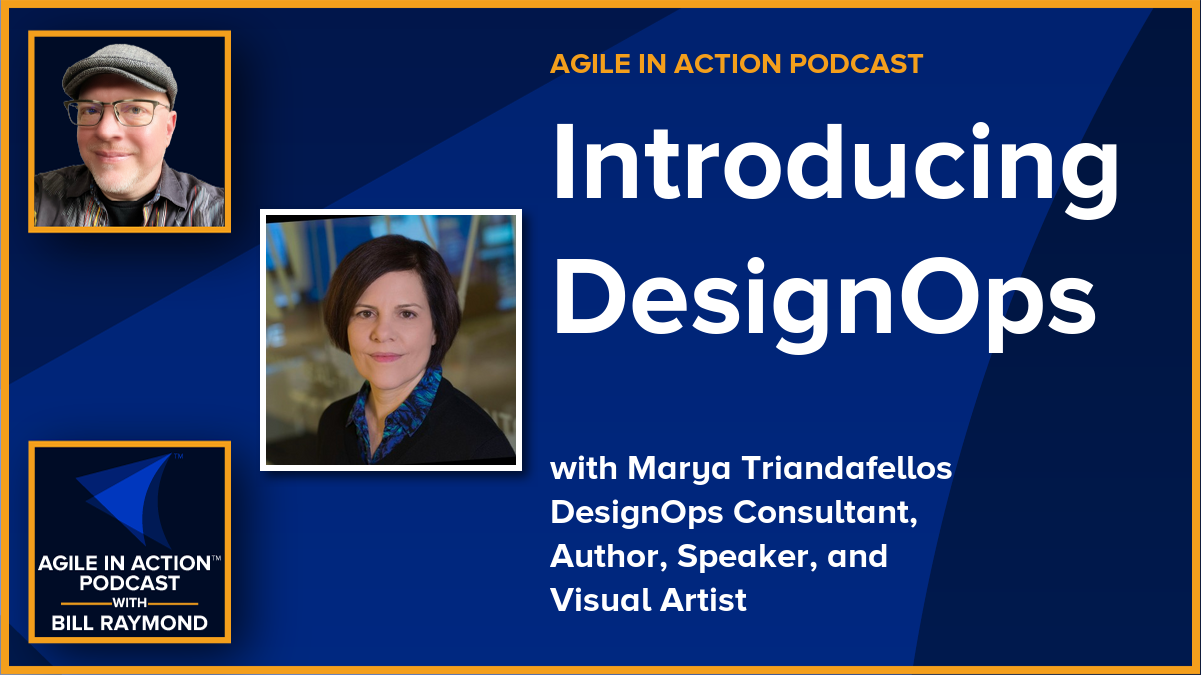 AGILE IN ACTION PODCAST
Introducing
DesignOps
with Marya Triandafellos
DesignOps Consultant,
Author, Speaker, and
Visual Artist
TM
AGILE IN ACTION™
PODCAST
WITH
BILL RAYMOND